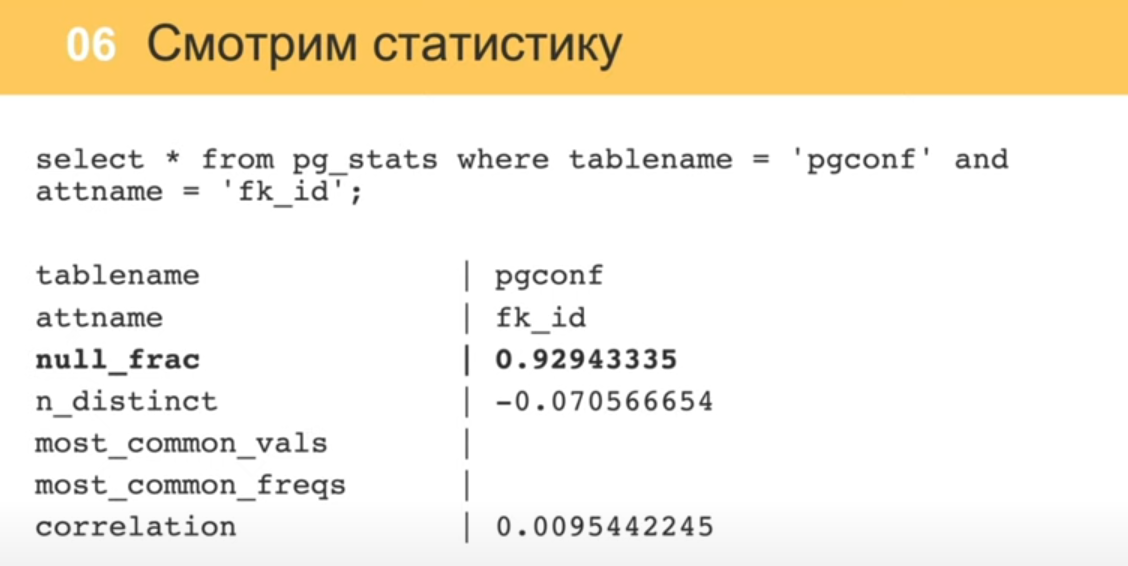 06 Смотрим статистику
select * from pg_stats where tablename = 'pgconf' and
attname = 'fk_id';
tablename | pgconf
attname | fk_id
null_frac | 0.92943335
n_distinct | -0.070566654
most_common_vals |
most_common_freqs |
correlation | 0.0095442245